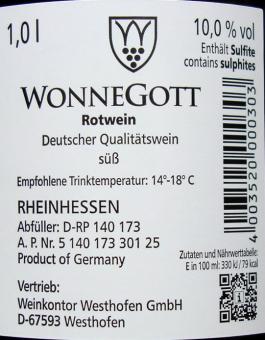 1,0 l
10,0 % vol
Enthält Sulfite
contains sulphites
WONNEGOTT
Rotwein
Deutscher Qualitätswein
süß
Empfohlene Trinktemperatur: 14°-18° C
RHEINHESSEN
Abfüller: D-RP 140 173
A. P. Nr. 5 140 173 301 25
Product of Germany
Vertrieb:
Weinkontor Westhofen GmbH
D-67593 Westhofen
4 003520 000303
Zutaten und Nährwerttabelle:
E in 100 ml: 330 kJ / 79 kcal